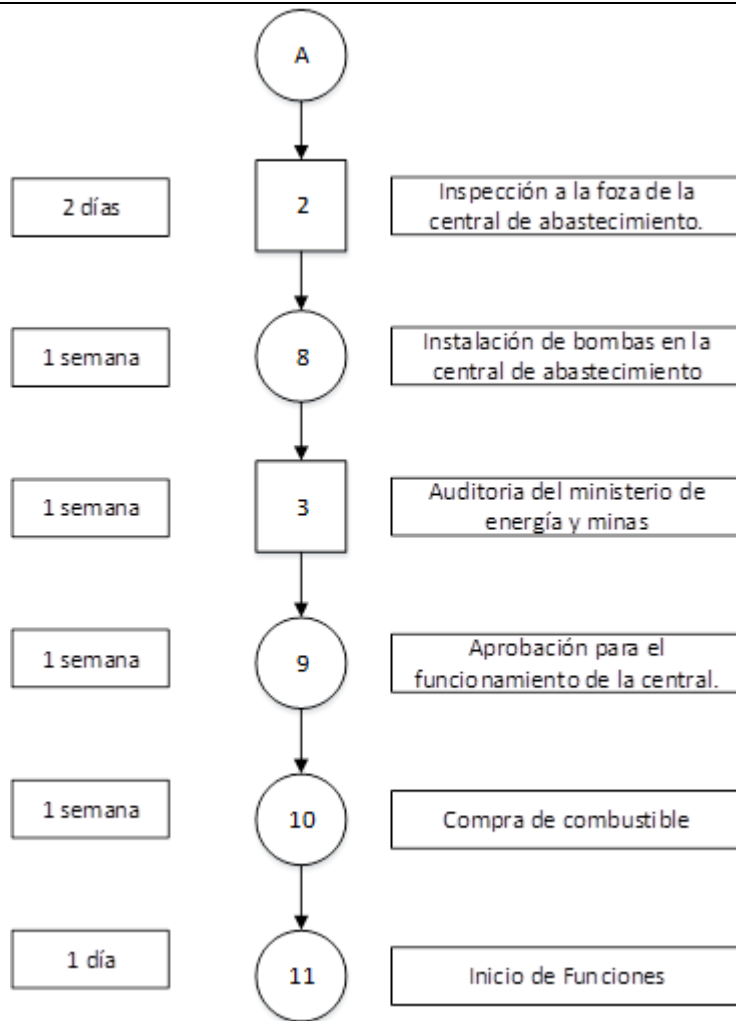 A
2 días
2
Inspección a la foza de la
central de abastecimiento.
1 semana
8
Instalación de bombas en la
central de abastecimiento
1 semana
3
Auditoria del ministerio de
energía y minas
1 semana
9
Aprobación para el
funcionamiento de la central.
1 semana
10
Compra de combustible
1 día
11
Inicio de Funciones